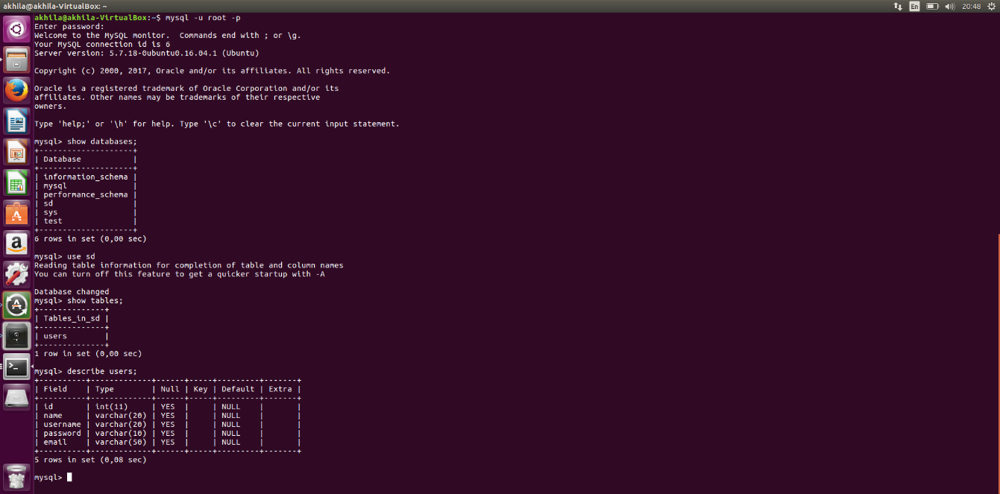 akhila@akhila-VirtualBox: ~
En
20:48
akhila@akhila-VirtualBox:~$ mysql -u root -p
Enter password:
Welcome to the MySQL monitor.  Commands end with ; or \g.
Your MySQL connection id is 6
Server version: 5.7.18-0ubuntu0.16.04.1 (Ubuntu)
Copyright (c) 2000, 2017, Oracle and/or its affiliates. All rights reserved.
Oracle is a registered trademark of Oracle Corporation and/or its
affiliates. Other names may be trademarks of their respective
owners.
Type 'help;' or '\h' for help. Type '\c' to clear the current input statement.
mysql> show databases;
+--------------------+
| Database           |
+--------------------+
| information_schema |
| mysql              |
| performance_schema |
| sd                 |
| sys                |
| test               |
+--------------------+
6 rows in set (0,00 sec)
mysql> use sd
Reading table information for completion of table and column names
You can turn off this feature to get a quicker startup with -A
Database changed
mysql> show tables;
+--------------+
| Tables_in_sd |
+--------------+
| users        |
+--------------+
1 row in set (0,00 sec)
mysql> describe users;
+----------+-------------+------+-----+---------+-------+
| Field    | Type        | Null | Key | Default | Extra |
+----------+-------------+------+-----+---------+-------+
| id       | int(11)     | YES  |     | NULL    |       |
| name     | varchar(20) | YES  |     | NULL    |       |
| username | varchar(20) | YES  |     | NULL    |       |
| password | varchar(10) | YES  |     | NULL    |       |
| email    | varchar(50) | YES  |     | NULL    |       |
+----------+-------------+------+-----+---------+-------+
5 rows in set (0,08 sec)
mysql>